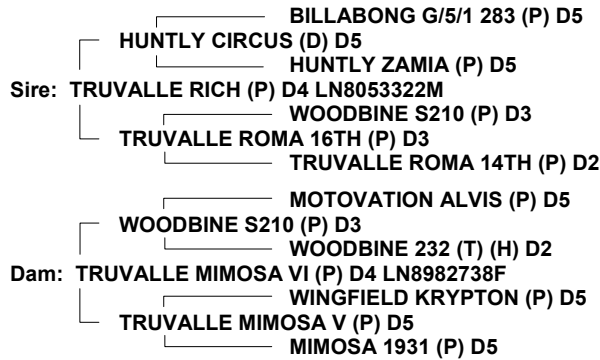 BILLABONG G/5/1 283 (P) D5
HUNTLY CIRCUS (D) D5
HUNTLY ZAMIA (P) D5
Sire: TRUVALLE RICH (P) D4 LN8053322M
WOODBINE S210 (P) D3
TRUVALLE ROMA 16TH (P) D3
TRUVALLE ROMA 14TH (P) D2
MOTOVATION ALVIS (P) D5
WOODBINE S210 (P) D3
WOODBINE 232 (T) (H) D2
Dam: TRUVALLE MIMOSA VI (P) D4 LN8982738F
WINGFIELD KRYPTON (P) D5
TRUVALLE MIMOSA V (P) D5
MIMOSA 1931 (P) D5